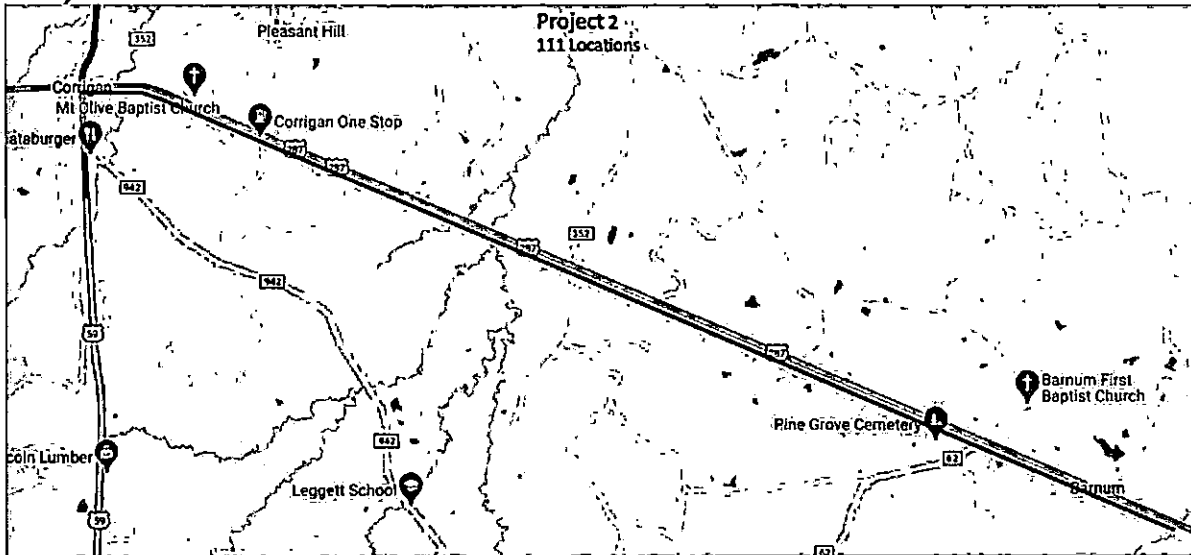 Project 2
111 Locations
Pleasant Hill
352
Corrigan
Mt Olive Baptist Church
Corrigan One Stop
ataburger
287
287
942
352
287
942
59
287
Barnum First
Baptist Church
Pine Grove Cemetery
942
coln Lumber
62
Leggett School
Barnum
59
62